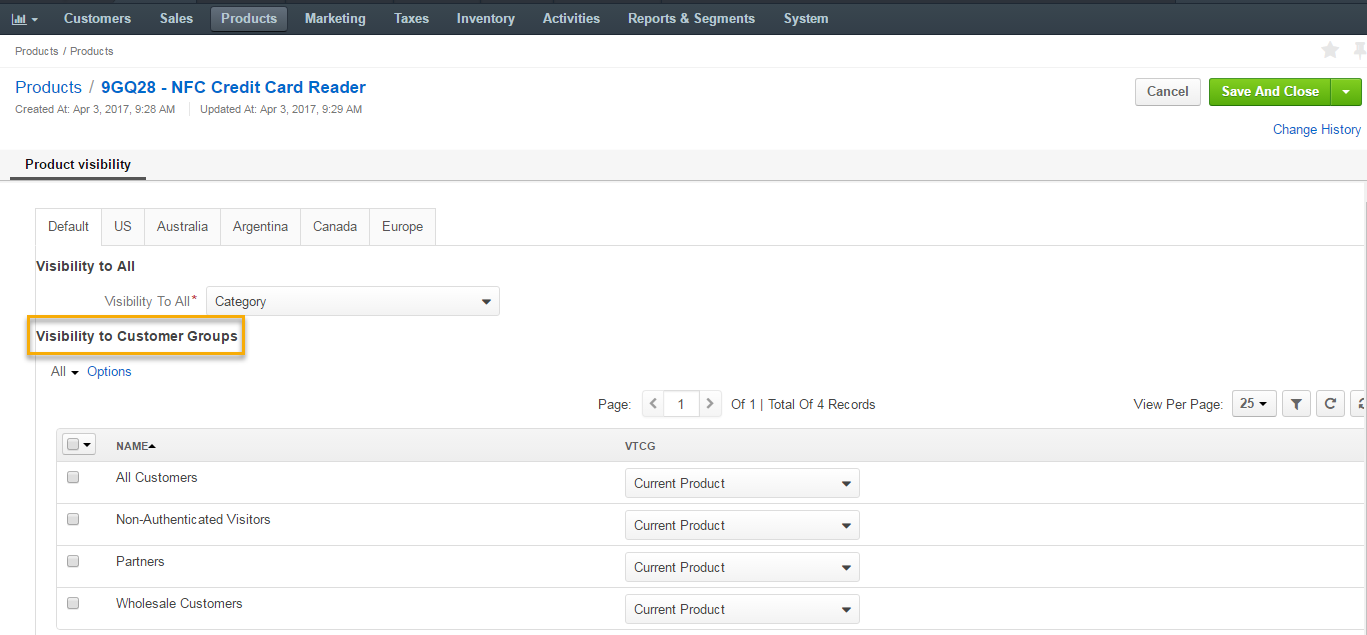 Customers Sales Products Marketing Taxes Inventory Activities Reports & Segments System
Products / Products
Products / 9GQ28 - NFC Credit Card Reader
Cancel Save And Close
Created At: Apr 3, 2017, 9:28 AM Updated At: Apr 3, 2017, 9:29 AM
Change History
Product visibility
Default US Australia Argentina Canada Europe
Visibility to All
Visibility To All* Category
Visibility to Customer Groups
All Options
Page: 1 Of 1 | Total Of 4 Records View Per Page: 25
NAME VTCG
All Customers Current Product
Non-Authenticated Visitors Current Product
Partners Current Product
Wholesale Customers Current Product